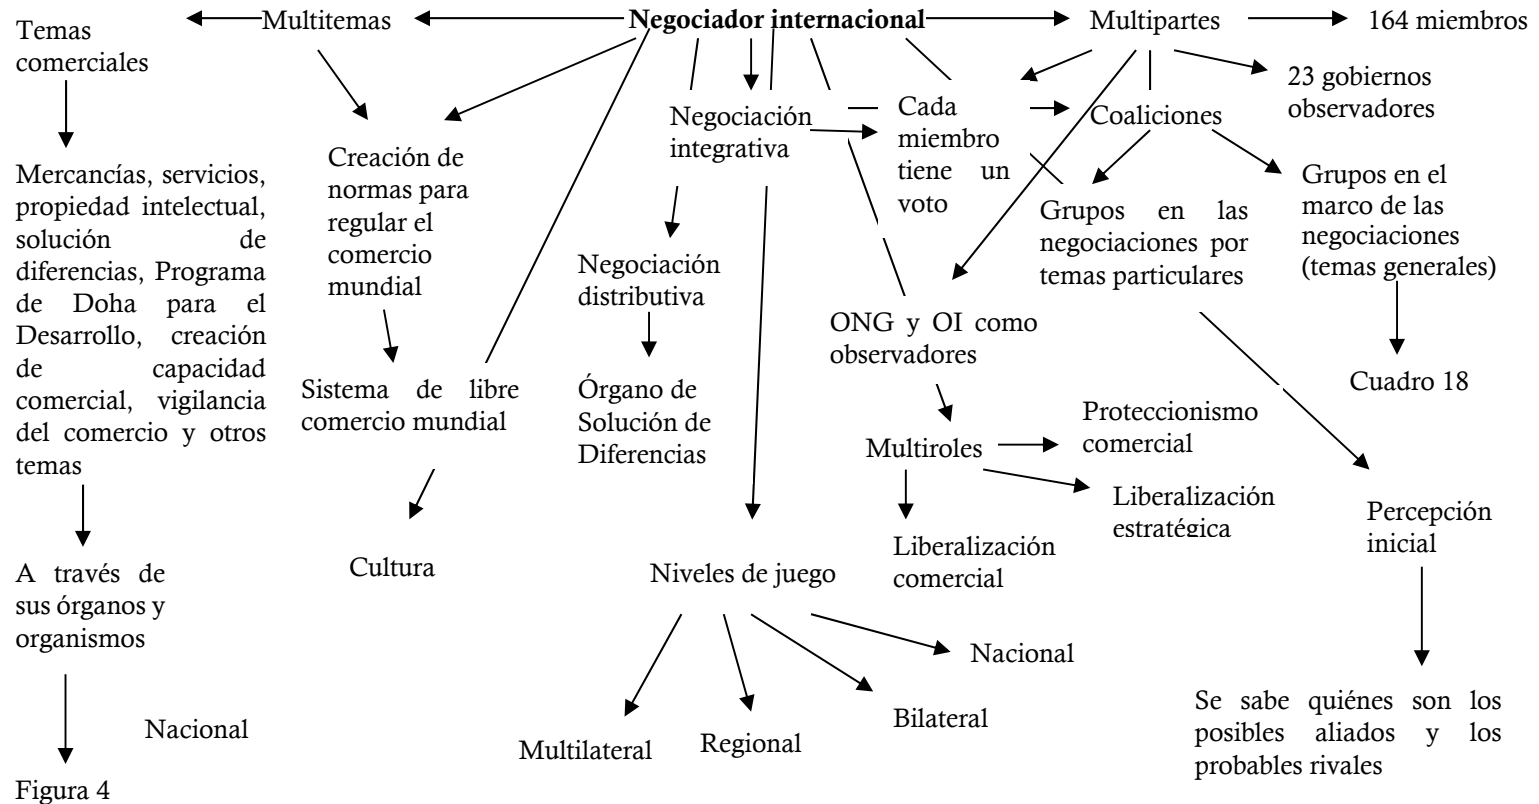 Negociador internacional
Multitemas
Temas
comerciales
Mercancías, servicios,
propiedad intelectual,
solución de
diferencias, Programa
de Doha para el
Desarrollo, creación
de capacidad
comercial, vigilancia
del comercio y otros
temas
A través de
sus órganos y
organismos
Figura 4
Nacional
Creación de
normas para
regular el
comercio
mundial
Sistema de libre
comercio mundial
Cultura
Negociación
integrativa
Negociación
distributiva
Órgano de
Solución de
Diferencias
Niveles de juego
Multilateral
Regional
Bilateral
Nacional
Multipartes
164 miembros
23 gobiernos
observadores
Cada
miembro
tiene un
voto
Coaliciones
Grupos en las
negociaciones por
temas particulares
Grupos en el
marco de las
negociaciones
(temas generales)
Cuadro 18
ONG y OI como
observadores
Multiroles
Proteccionismo
comercial
Liberalización
estratégica
Liberalización
comercial
Percepción
inicial
Se sabe quiénes son los
posibles aliados y los
probables rivales